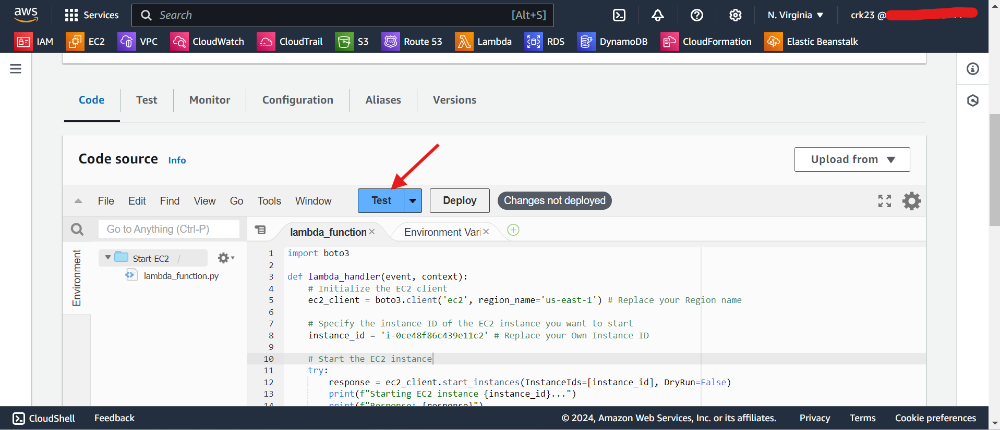 aws Services Search [Alt+S] N. Virginia crk23 @
IAM EC2 VPC CloudWatch CloudTrail S3 Route 53 Lambda RDS DynamoDB CloudFormation Elastic Beanstalk
Code Test Monitor Configuration Aliases Versions
Code source Info Upload from
File Edit Find View Go Tools Window Test Deploy Changes not deployed
Go to Anything (Ctrl-P) lambda_function × Environment Vari ×
Environment
Start-EC2 - /
lambda_function.py
1 import boto3
2
3 def lambda_handler(event, context):
4 # Initialize the EC2 client
5 ec2_client = boto3.client('ec2', region_name='us-east-1') # Replace your Region name
6
7 # Specify the instance ID of the EC2 instance you want to start
8 instance_id = 'i-0ce48f86c439e11c2' # Replace your Own Instance ID
9
10 # Start the EC2 instance
11 try:
12 response = ec2_client.start_instances(InstanceIds=[instance_id], DryRun=False)
13 print(f"Starting EC2 instance {instance_id}...")
14 print(f"Response: {response}")
CloudShell Feedback © 2024, Amazon Web Services, Inc. or its affiliates. Privacy Terms Cookie preferences